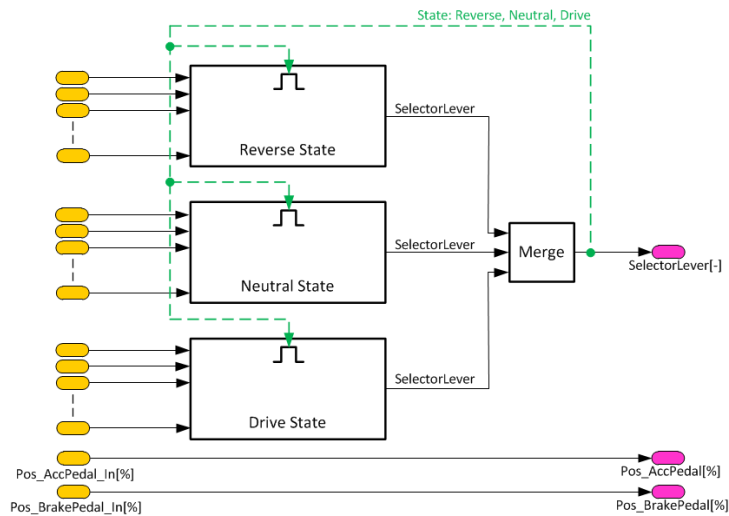 State: Reverse, Neutral, Drive
SelectorLever
Reverse State
SelectorLever
Neutral State
Merge
SelectorLever[-]
SelectorLever
Drive State
Pos_AccPedal_In[%]
Pos_AccPedal[%]
Pos_BrakePedal_In[%]
Pos_BrakePedal[%]